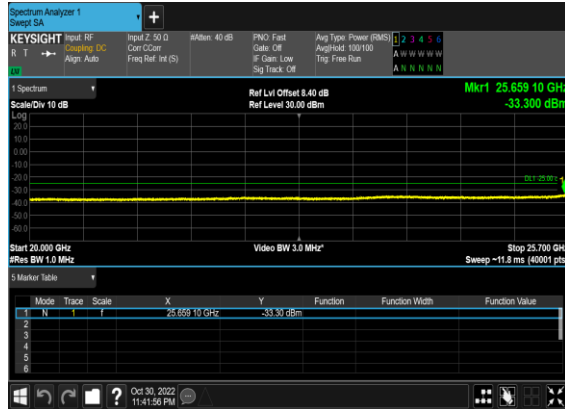 Spectrum Analyzer 1
Swept SA
+
KEYSIGHT Input: RF Input Z: 50 Ω #Atten: 40 dB PNO: Fast Avg Type: Power (RMS) 1 2 3 4 5 6
R T Coupling: DC Corr CCorr Gate: Off Avg|Hold: 100/100 A W W W W W
Align: Auto Freq Ref: Int (S) IF Gain: Low Trig: Free Run
Sig Track: Off A N N N N N
1 Spectrum Ref Lvl Offset 8.40 dB Mkr1 25.659 10 GHz
Scale/Div 10 dB Ref Level 30.00 dBm -33.300 dBm
Log
20.0
10.0
0.00
-10.0
-20.0
-30.0
-40.0
-50.0
-60.0
Start 20.000 GHz Video BW 3.0 MHz* Stop 25.700 GHz
#Res BW 1.0 MHz Sweep ~11.8 ms (40001 pts)
5 Marker Table
Mode Trace Scale X Y Function Function Width Function Value
1 N 1 f 25.659 10 GHz -33.30 dBm
2
3
4
5
6
? Oct 30, 2022
11:41:56 PM